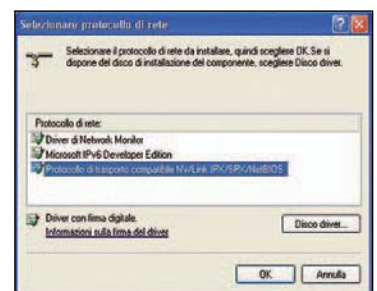 Selezionare protocollo di rete
Selezionare il protocollo di rete da installare, quindi scegliere OK.Se si
dispone del disco di installazione del componente, scegliere Disco driver.
Protocollo di rete:
Driver di Network Monitor
Microsoft IPv6 Developer Edition
Protocollo di trasporto compatibile NWLink IPX/SPX/NetBIOS
Driver con firma digitale.
Informazioni sulla firma del driver
Disco driver...
OK
Annulla